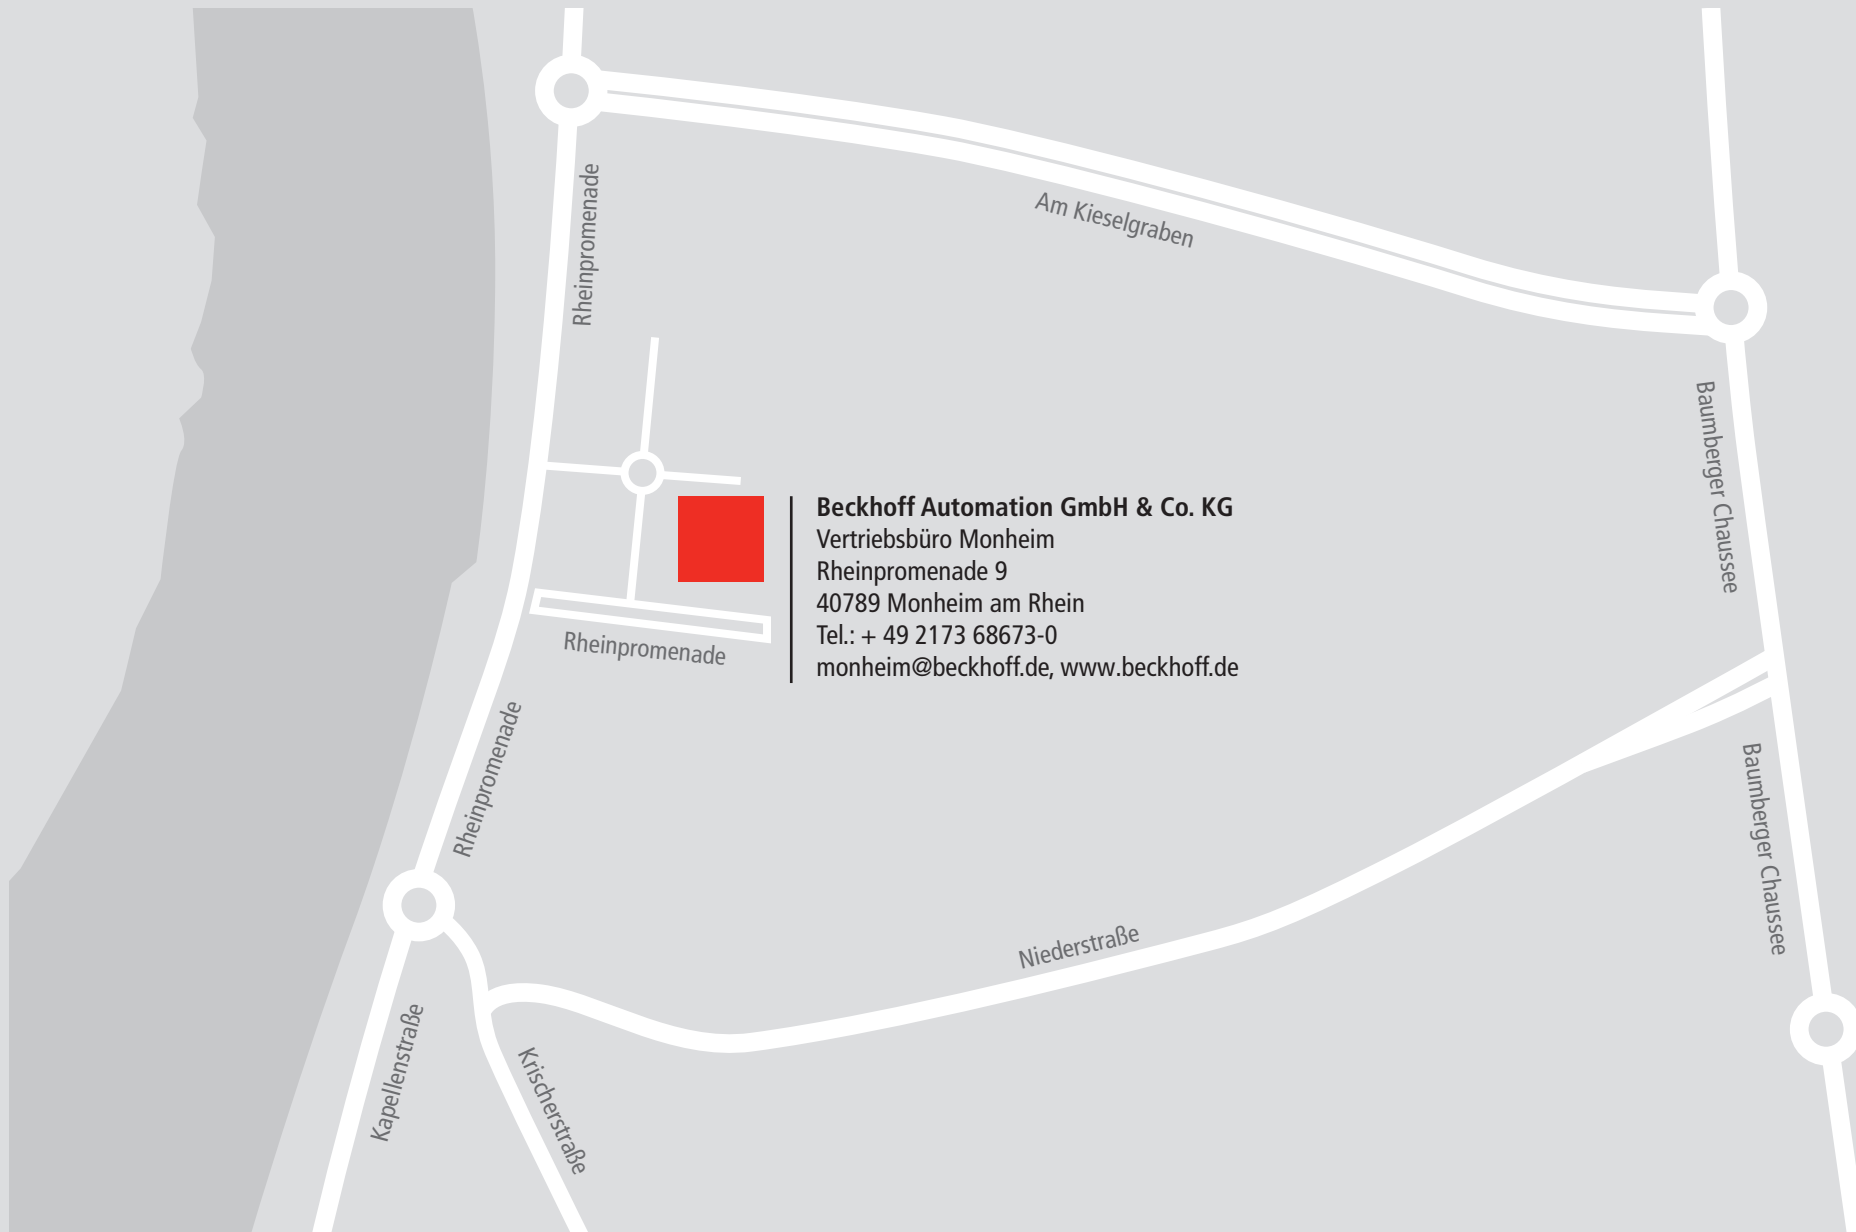 Rheinpromenade
Am Kieselgraben
Baumberger Chaussee
Beckhoff Automation GmbH & Co. KG
Vertriebsbüro Monheim
Rheinpromenade 9
40789 Monheim am Rhein
Tel.: + 49 2173 68673-0
monheim@beckhoff.de, www.beckhoff.de
Rheinpromenade
Rheinpromenade
Baumberger Chaussee
Niederstraße
Kapellenstraße
Krischerstraße